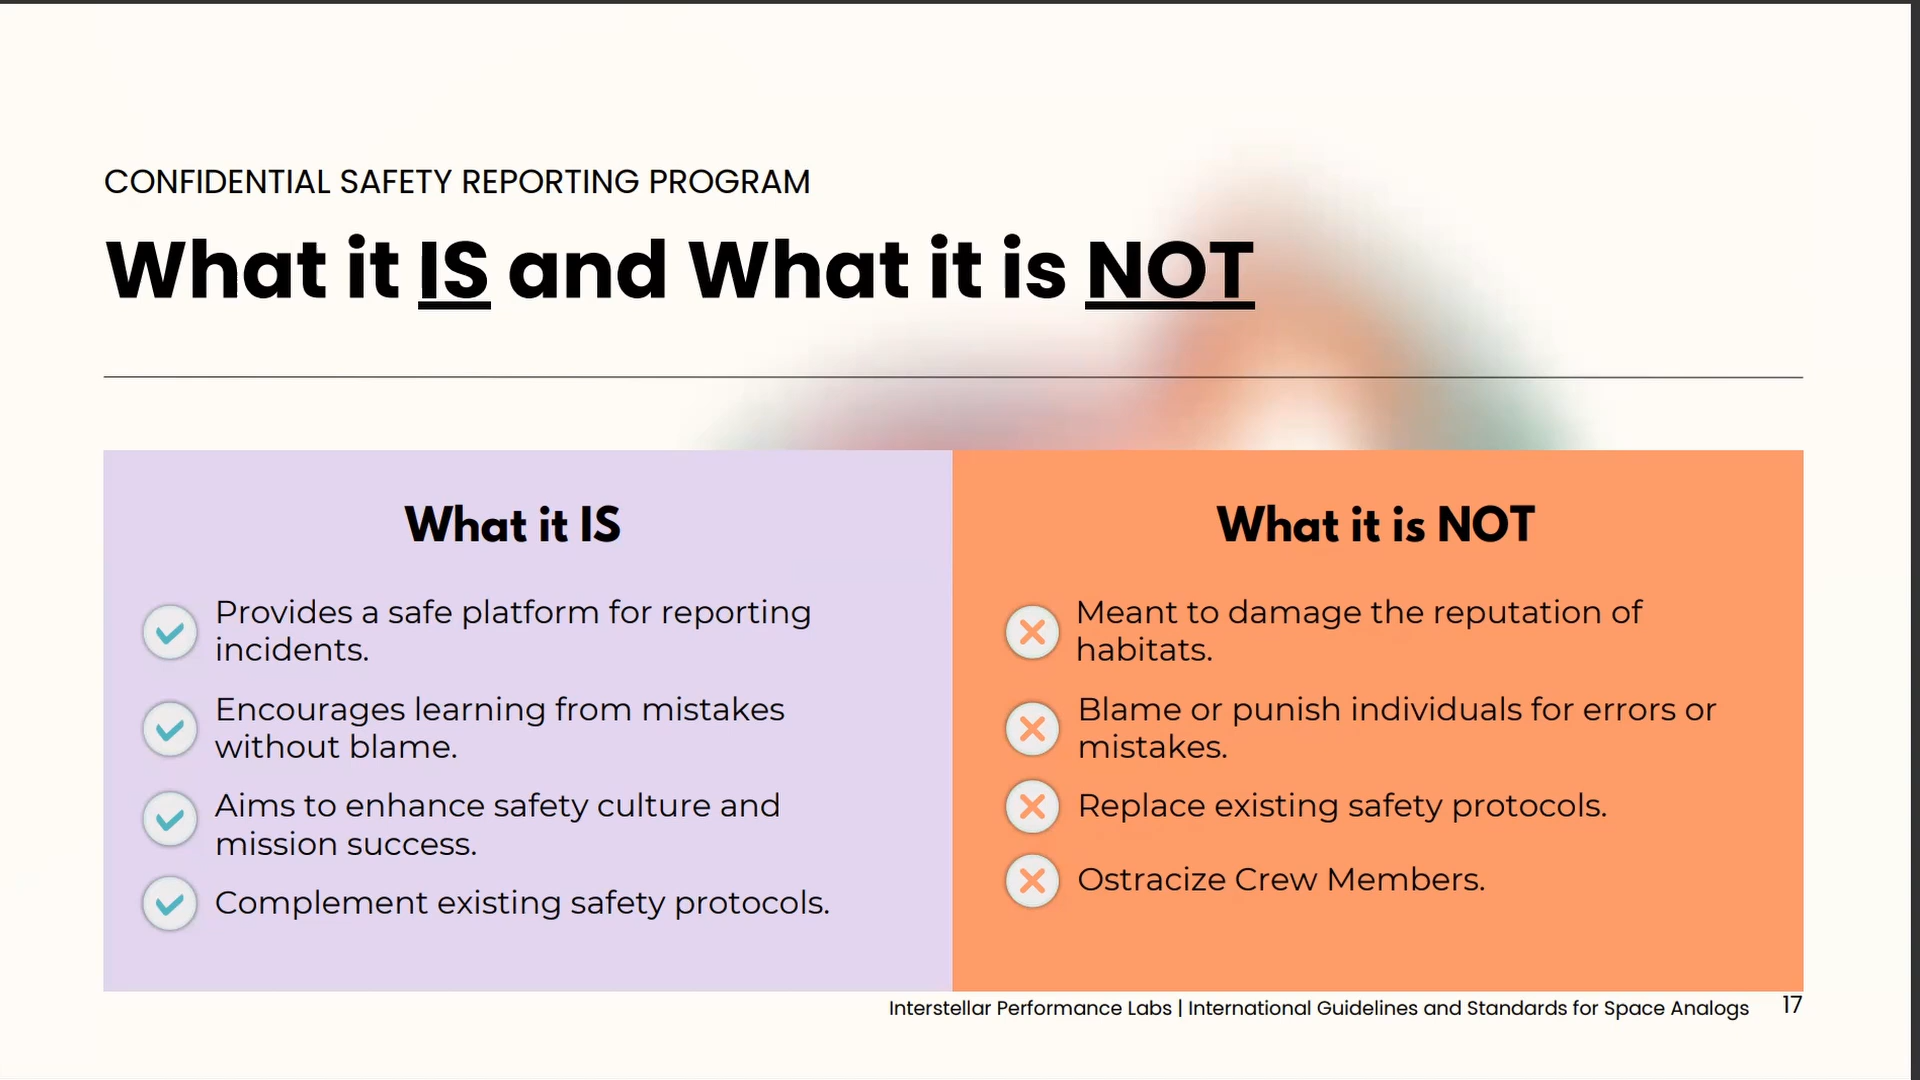 CONFIDENTIAL SAFETY REPORTING PROGRAM
What it IS and What it is NOT
What it IS
Provides a safe platform for reporting
incidents.
Encourages learning from mistakes
without blame.
Aims to enhance safety culture and
mission success.
Complement existing safety protocols.
What it is NOT
Meant to damage the reputation of
habitats.
Blame or punish individuals for errors or
mistakes.
Replace existing safety protocols.
Ostracize Crew Members.
Interstellar Performance Labs | International Guidelines and Standards for Space Analogs 17